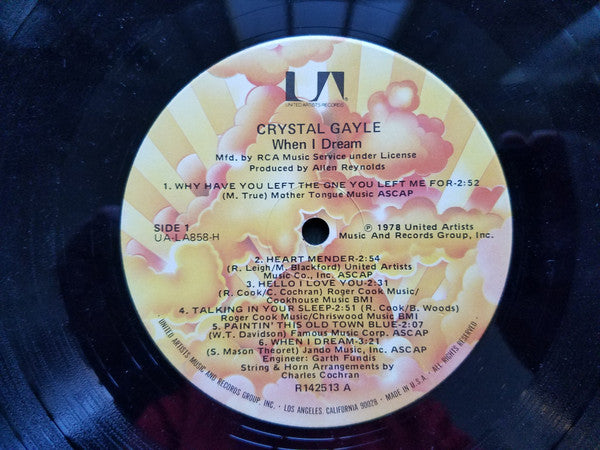 UA
UNITED ARTISTS RECORDS
®
CRYSTAL GAYLE
When I Dream
Mfd. by RCA Music Service under License
Produced by Allen Reynolds
1. WHY HAVE YOU LEFT THE ONE YOU LEFT ME FOR-2:52
(M. True) Mother Tongue Music ASCAP
SIDE 1
UA-LA858-H
℗ 1978 United Artists
Music And Records Group, Inc.
2. HEART MENDER-2:54
(R. Leigh/M. Blackford) United Artists
Music Co., Inc. ASCAP
3. HELLO I LOVE YOU-2:31
(R. Cook/C. Cochran) Roger Cook Music/
Cookhouse Music BMI
4. TALKING IN YOUR SLEEP-2:51 (R. Cook/B. Woods)
Roger Cook Music/Chriswood Music BMI
5. PAINTIN' THIS OLD TOWN BLUE-2:07
(W.T. Davidson) Famous Music Corp. ASCAP
6. WHEN I DREAM-3:21
(S. Mason Theoret) Jando Music, Inc. ASCAP
Engineer: Garth Fundis
String & Horn Arrangements by
Charles Cochran
R142513 A
• UNITED ARTISTS MUSIC AND RECORDS GROUP, INC. • LOS ANGELES, CALIFORNIA 90028 • MADE IN U.S.A. • ALL RIGHTS RESERVED •